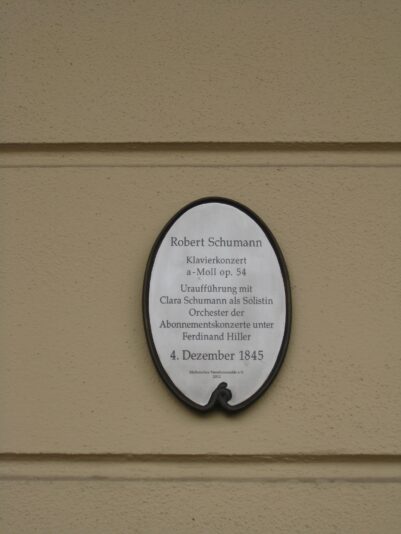 Robert Schumann
Klavierkonzert
a-Moll op. 54
Uraufführung mit
Clara Schumann als Solistin
Orchester der
Abonnementskonzerte unter
Ferdinand Hiller
4. Dezember 1845